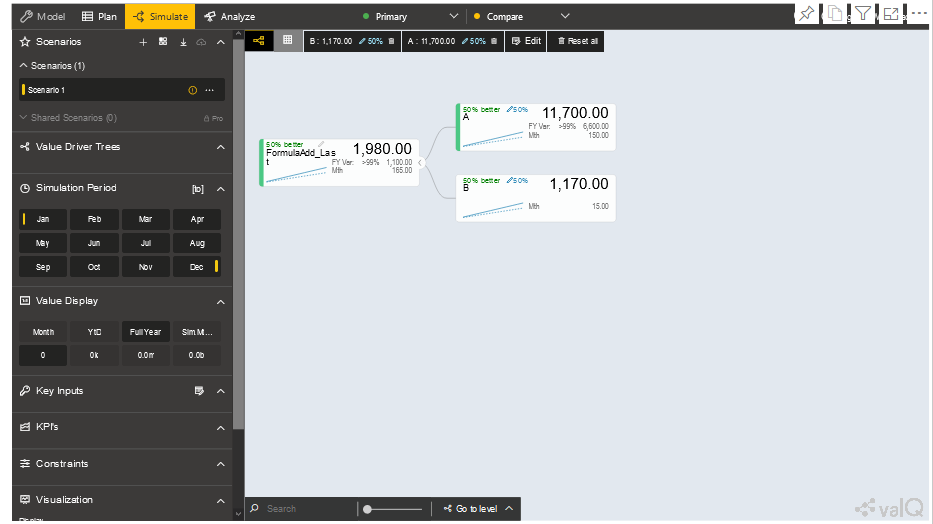 Model Plan Simulate Analyze Primary Compare
Scenarios
B : 1,170.00 50% A : 11,700.00 50% Edit Reset all
Scenarios (1)
Scenario 1
Shared Scenarios (0) Pro
Value Driver Trees
Simulation Period [to]
Jan Feb Mar Apr
May Jun Jul Aug
Sep Oct Nov Dec
Value Display
Month YtD Full Year Sim M...
0 0k 0.0m 0.0b
Key Inputs
KPI's
Constraints
Visualization
50% better
FormulaAdd_Las
t
1,980.00
FY Var: >99% 1,100.00
Mth 165.00
50% better 50%
A
11,700.00
FY Var: >99% 6,600.00
Mth 150.00
50% better 50%
B
1,170.00
Mth 15.00
Search Go to level
valQ